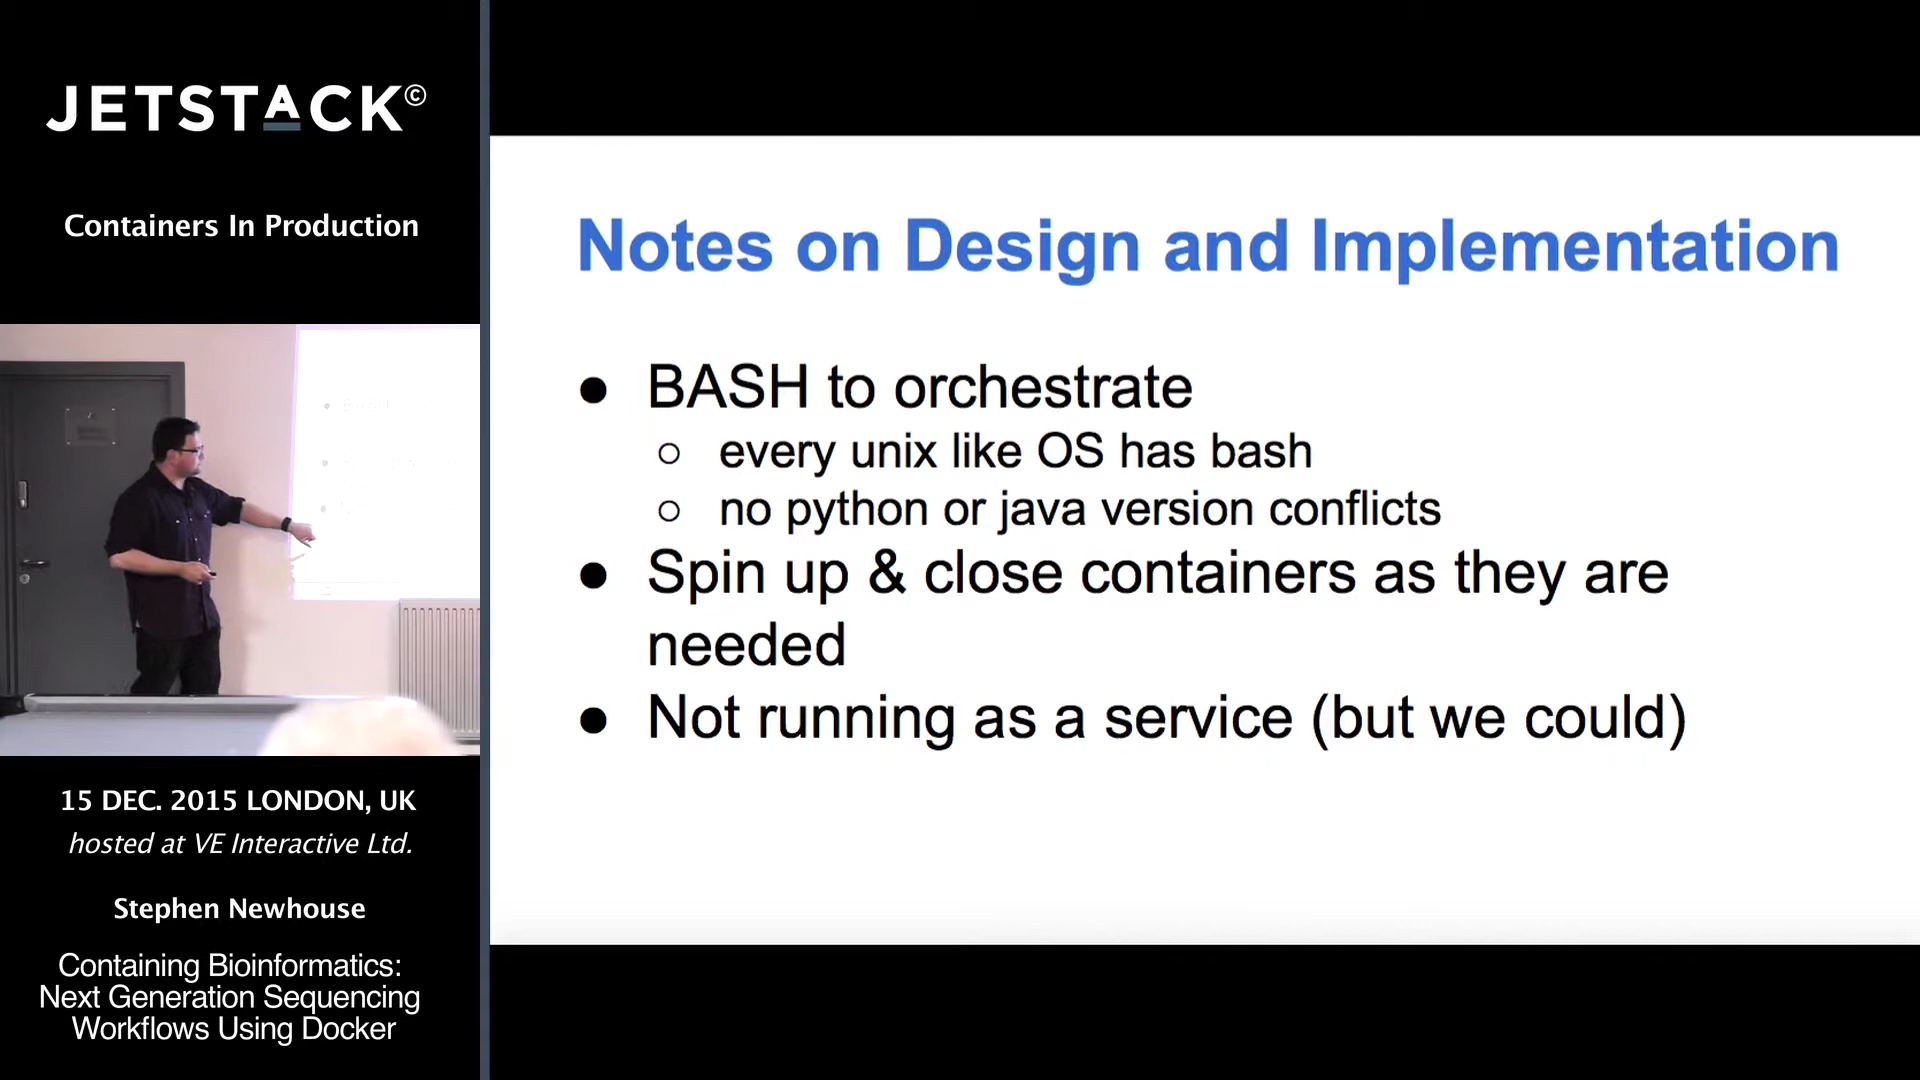 JETSTACK©
Containers In Production
15 DEC. 2015 LONDON, UK
hosted at VE Interactive Ltd.
Stephen Newhouse
Containing Bioinformatics:
Next Generation Sequencing
Workflows Using Docker
Notes on Design and Implementation
● BASH to orchestrate
○ every unix like OS has bash
○ no python or java version conflicts
● Spin up & close containers as they are
needed
● Not running as a service (but we could)